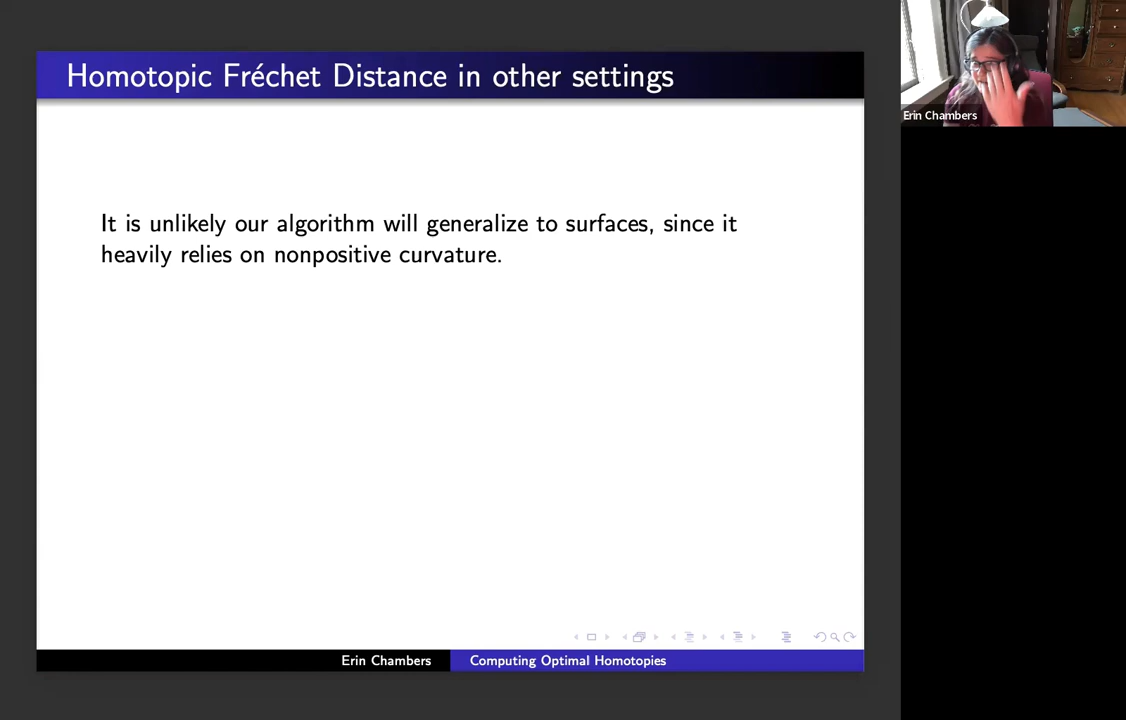 Homotopic Fréchet Distance in other settings
Erin Chambers
It is unlikely our algorithm will generalize to surfaces, since it
heavily relies on nonpositive curvature.
Erin Chambers
Computing Optimal Homotopies